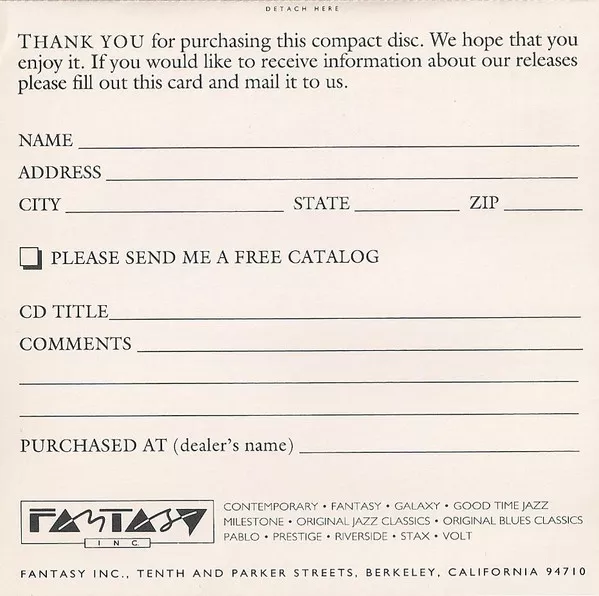 DETACH HERE
THANK YOU for purchasing this compact disc. We hope that you
enjoy it. If you would like to receive information about our releases
please fill out this card and mail it to us.
NAME
ADDRESS
CITY STATE ZIP
PLEASE SEND ME A FREE CATALOG
CD TITLE
COMMENTS
PURCHASED AT (dealer's name)
FANTASY
INC.
CONTEMPORARY • FANTASY • GALAXY • GOOD TIME JAZZ
MILESTONE • ORIGINAL JAZZ CLASSICS • ORIGINAL BLUES CLASSICS
PABLO • PRESTIGE • RIVERSIDE • STAX • VOLT
FANTASY INC., TENTH AND PARKER STREETS, BERKELEY, CALIFORNIA 94710